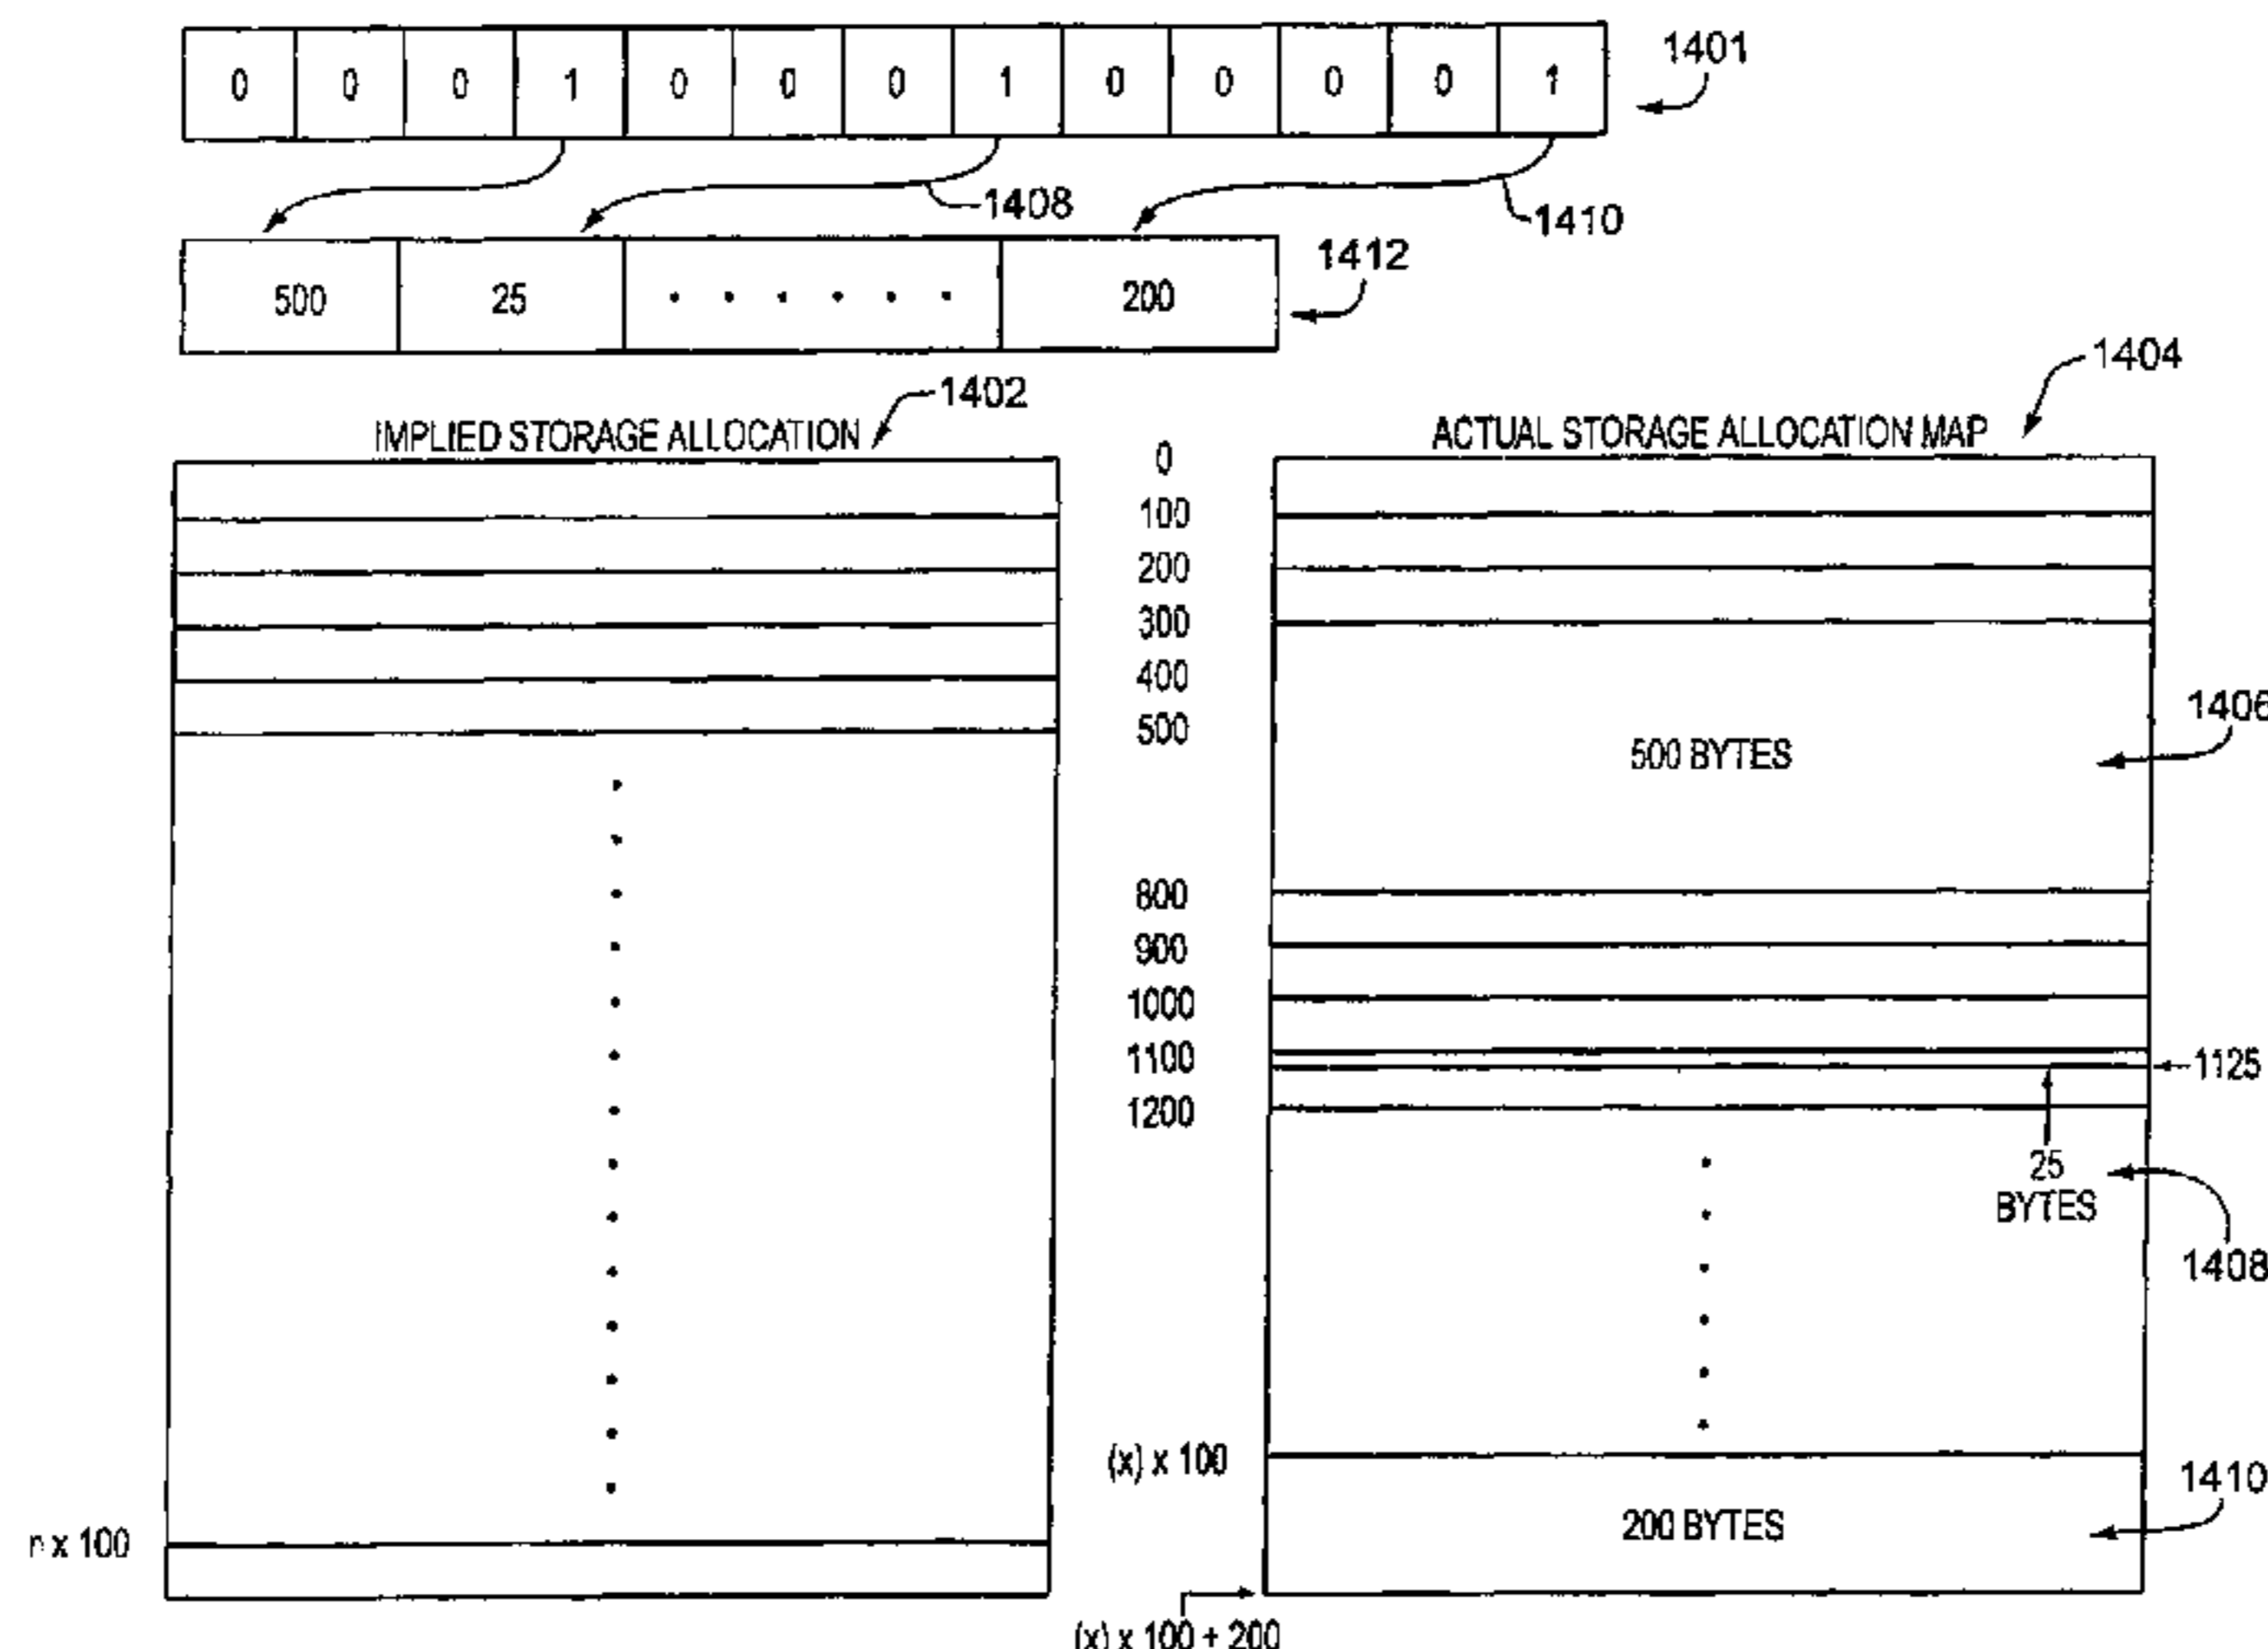 0 0 0 1 0 0 0 1 0 0 0 0 1
1401
1408
1410
500 25 200
1412
1402
1404
IMPLIED STORAGE ALLOCATION
ACTUAL STORAGE ALLOCATION MAP
0
100
200
300
400
500
1406
500 BYTES
800
900
1000
1100
1125
1200
25
BYTES
1408
(x) x 100
1410
200 BYTES
n x 100
(x) x 100 + 200